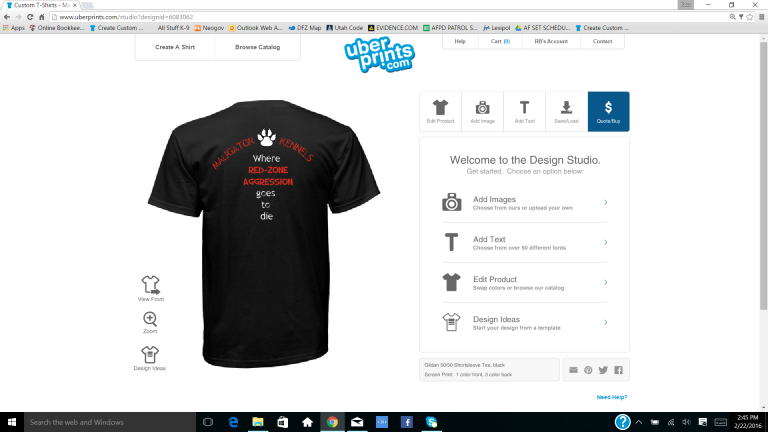 Custom T-Shirts - Ma
www.uberprints.com/studio?designid=6083062
Apps
Online Bookkee...
Create Custom ...
All Stuff K-9
Neogov
Outlook Web A...
DFZ Map
Utah Code
EVIDENCE.COM
AFPD PATROL S...
Lexipol
AF SET SCHEDU...
Create Custom ...
Create A Shirt
Browse Catalog
uber
prints
.com
Help
Cart (0)
RB's Account
Contact
Edit Product
Add Image
Add Text
Save/Load
$
Quote/Buy
MALIGATOR KENNELS
Where
RED-ZONE
AGGRESSION
goes
to
die
View Front
Zoom
Design Ideas
Welcome to the Design Studio.
Get started. Choose an option below:
Add Images
Choose from ours or upload your own
Add Text
Choose from over 50 different fonts
Edit Product
Swap colors or browse our catalog
Design Ideas
Start your design from a template
Gildan 50/50 Shortsleeve Tee, black
Screen Print: 1 color front, 3 color back
Need Help?
Search the web and Windows
2:45 PM
2/22/2016